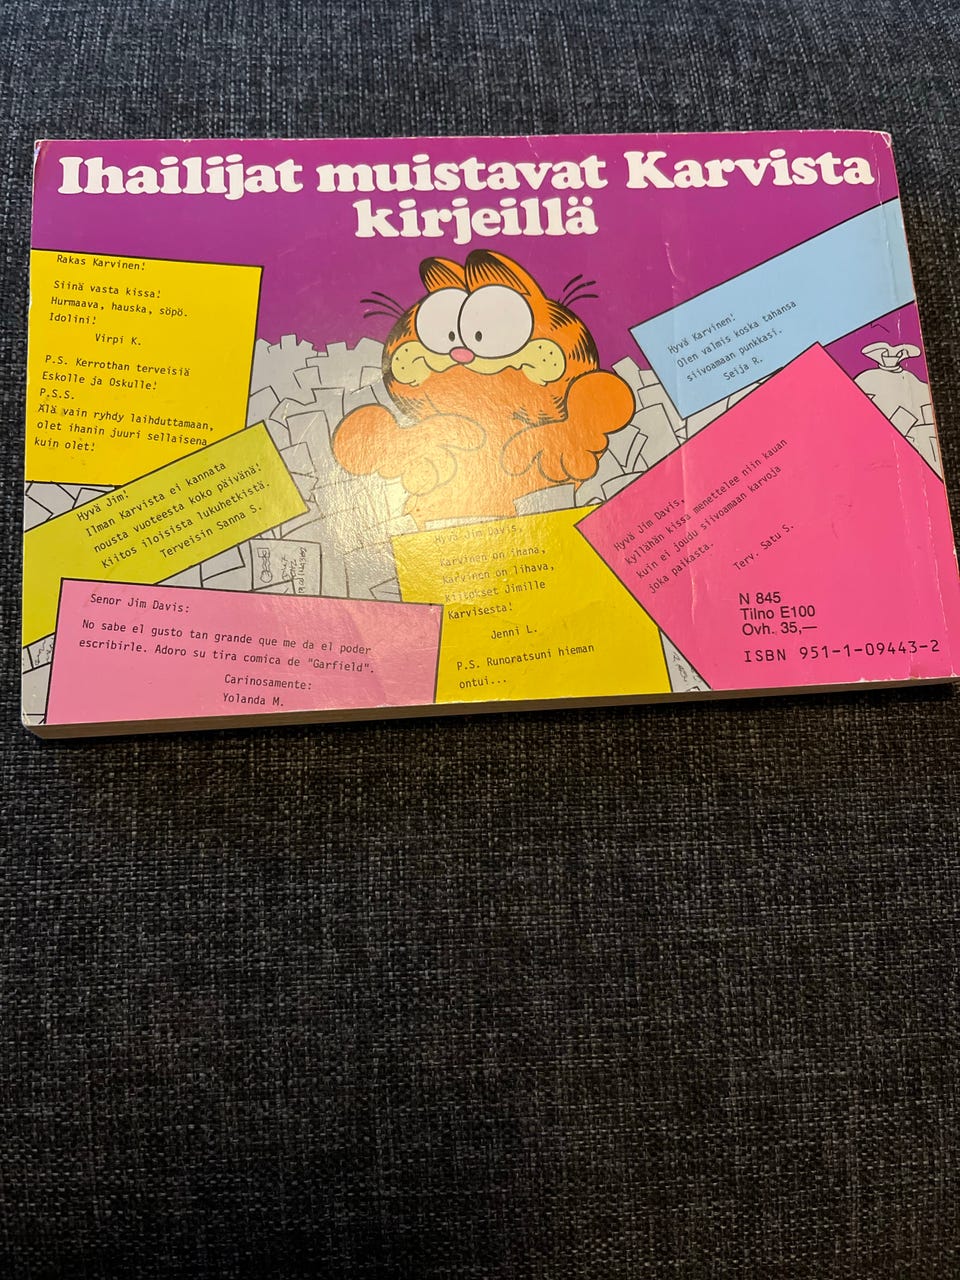 Ihailijat muistavat Karvista
kirjeillä
Rakas Karvinen!
Siinä vasta kissa!
Hurmaava, hauska, söpö.
Idolini!
Virpi K.
P.S. Kerrothan terveisiä
Eskolle ja Oskulle!
P.S.S.
Älä vain ryhdy laihduttamaan,
olet ihanin juuri sellaisena
kuin olet!
Hyvä Karvinen!
Olen valmis koska tahansa
siivoamaan punkkasi.
Seija R.
Hyvä Jim!
Ilman Karvista ei kannata
nousta vuoteesta koko päivänä!
Kiitos iloisista lukuhetkistä.
Terveisin Sanna S.
Hyvä Jim Davis,
Karvinen on ihana,
Karvinen on lihava,
kiitokset Jimille
Karvisesta!
Jenni L.
P.S. Runoratsuni hieman
ontui...
Hyvä Jim Davis,
kyllähän kissa menettelee niin kauan
kuin ei joudu siivoamaan karvoja
joka paikasta.
Terv. Satu S.
Senor Jim Davis:
No sabe el gusto tan grande que me da el poder
escribirle. Adoro su tira comica de "Garfield".
Carinosamente:
Yolanda M.
N 845
Tilno E100
Ovh. 35,—
ISBN 951-1-09443-2